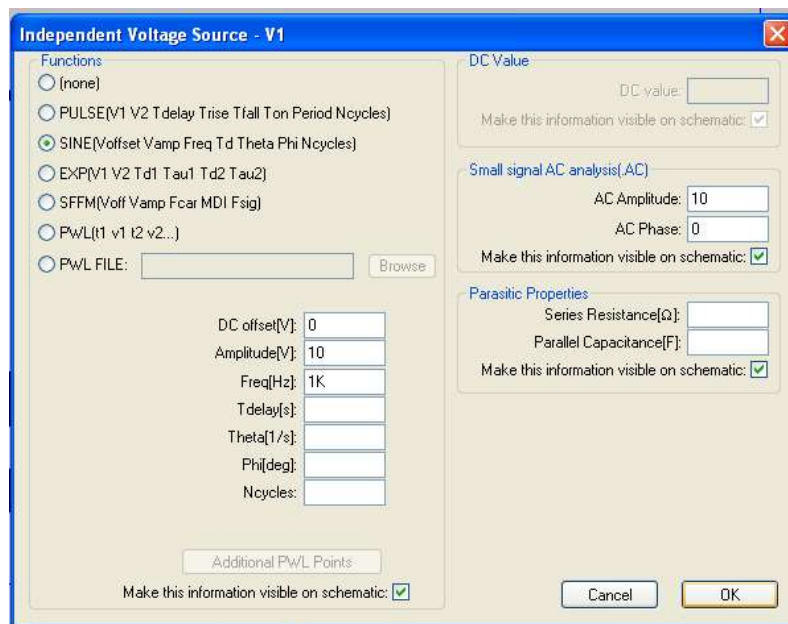 Independent Voltage Source - V1
Functions
(none)
PULSE(V1 V2 Tdelay Trise Tfall Ton Period Ncycles)
SINE(Voffset Vamp Freq Td Theta Phi Ncycles)
EXP(V1 V2 Td1 Tau1 Td2 Tau2)
SFFM(Voff Vamp Fcar MDI Fsig)
PWL(t1 v1 t2 v2...)
PWL FILE: Browse
DC offset[V]: 0
Amplitude[V]: 10
Freq[Hz]: 1K
Tdelay[s]:
Theta[1/s]:
Phi[deg]:
Ncycles:
Additional PWL Points
Make this information visible on schematic:
DC Value
DC value:
Make this information visible on schematic:
Small signal AC analysis(.AC)
AC Amplitude: 10
AC Phase: 0
Make this information visible on schematic:
Parasitic Properties
Series Resistance[Ω]:
Parallel Capacitance[F]:
Make this information visible on schematic:
Cancel OK